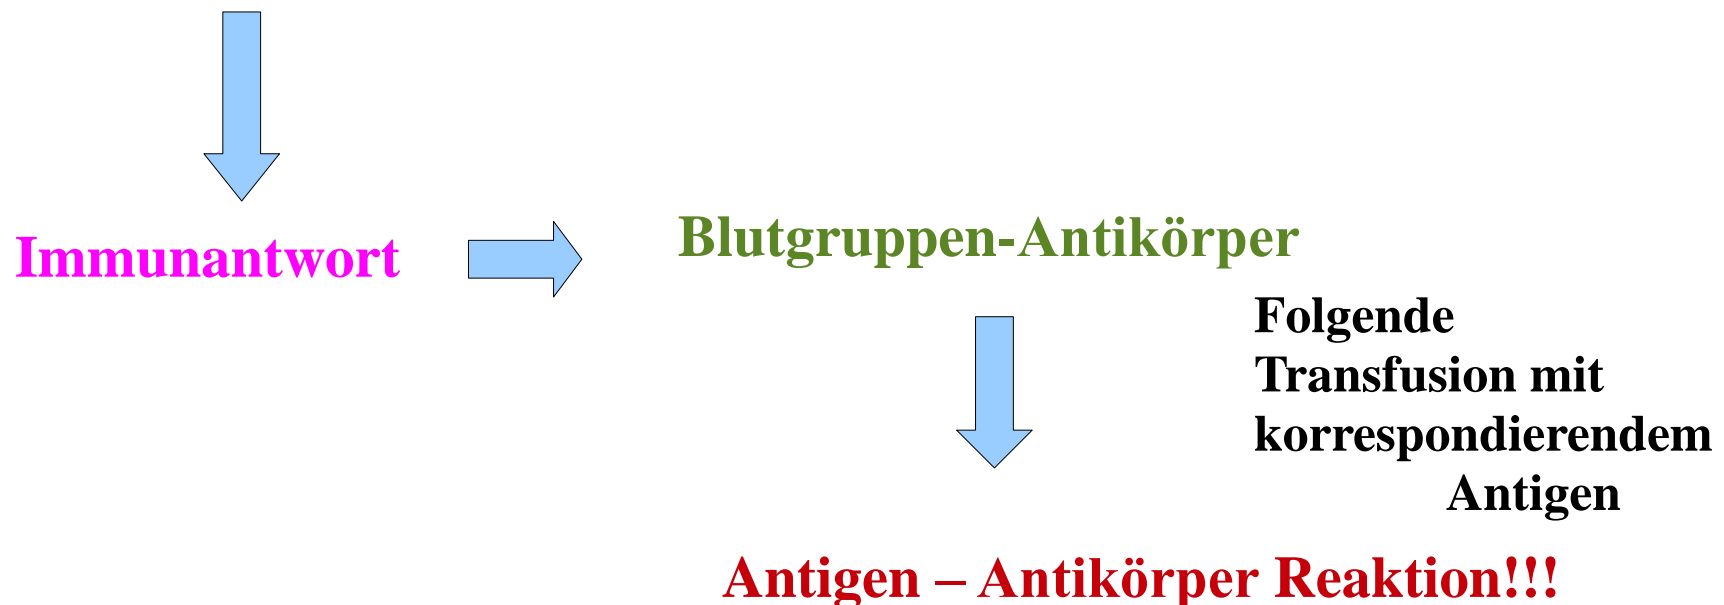 Immunantwort
Blutgruppen-Antikörper
Folgende
Transfusion mit
korrespondierendem
Antigen
Antigen – Antikörper Reaktion!!!